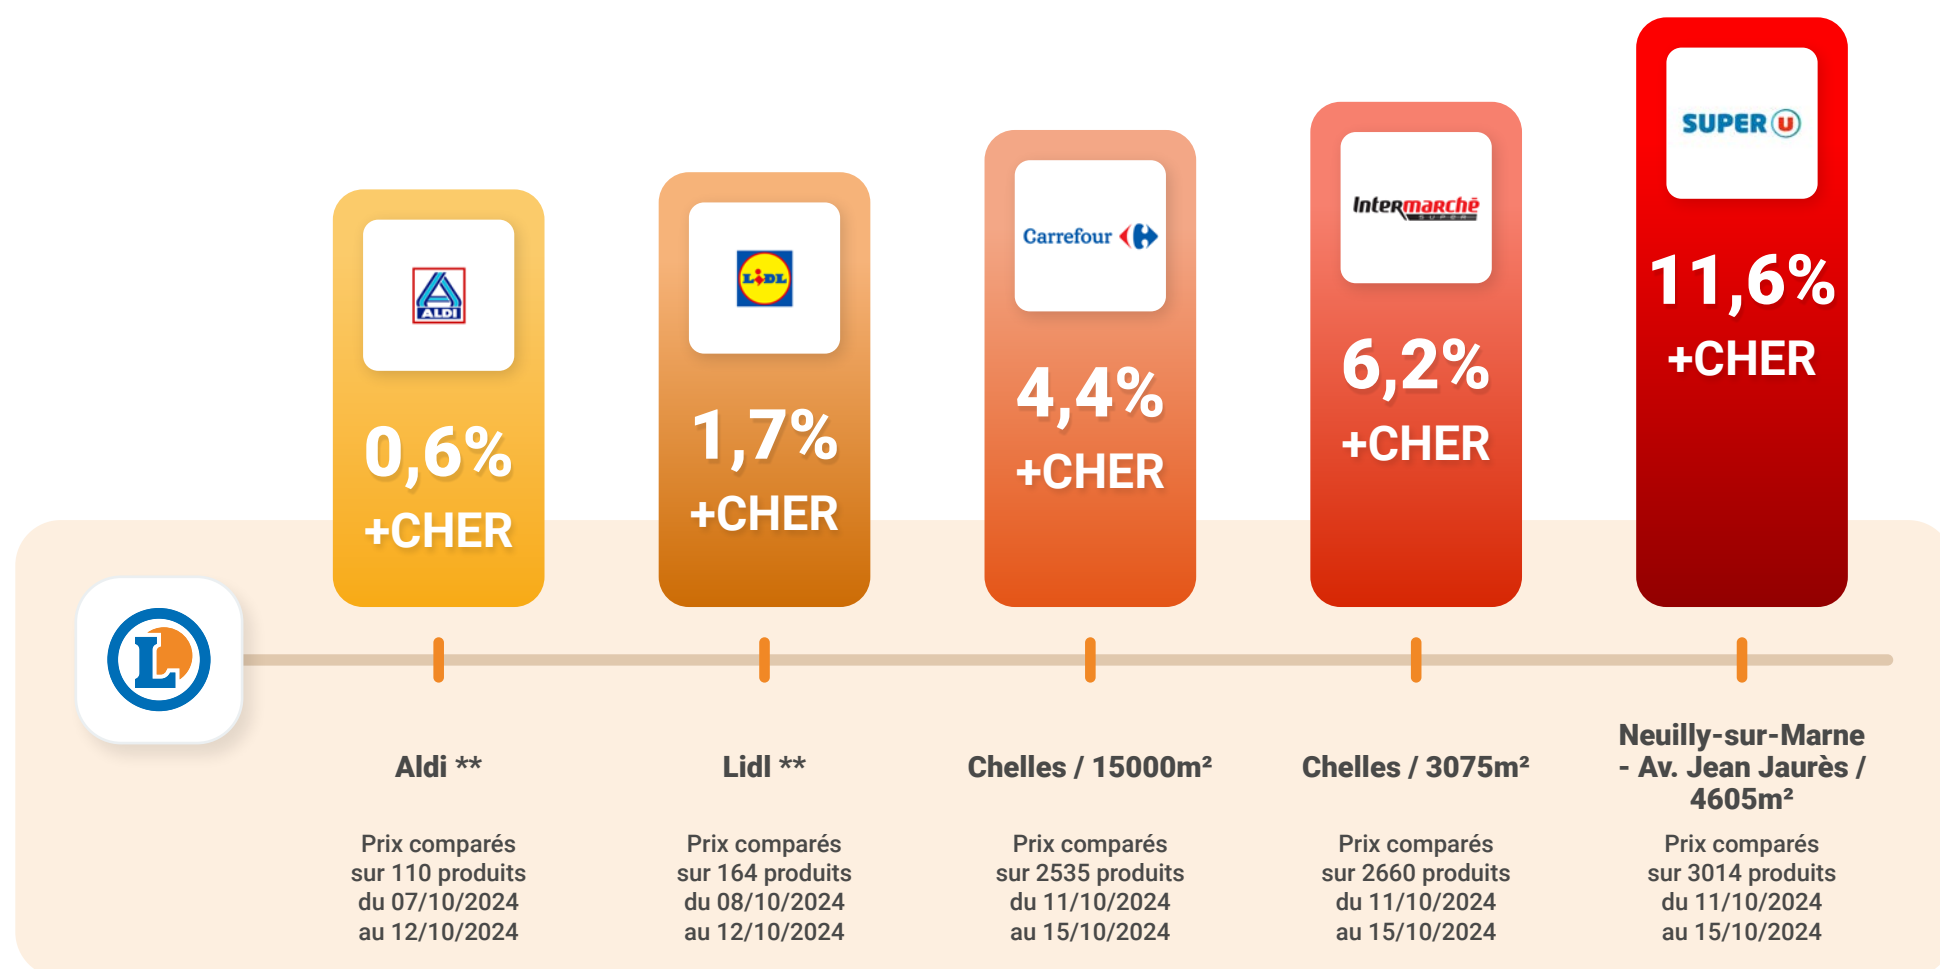 ALDI
0,6%
+CHER
LIDL
1,7%
+CHER
Carrefour
4,4%
+CHER
Intermarché
SUPER
6,2%
+CHER
SUPER U
11,6%
+CHER
L
Aldi **
Prix comparés
sur 110 produits
du 07/10/2024
au 12/10/2024
Lidl **
Prix comparés
sur 164 produits
du 08/10/2024
au 12/10/2024
Chelles / 15000m²
Prix comparés
sur 2535 produits
du 11/10/2024
au 15/10/2024
Chelles / 3075m²
Prix comparés
sur 2660 produits
du 11/10/2024
au 15/10/2024
Neuilly-sur-Marne
- Av. Jean Jaurès /
4605m²
Prix comparés
sur 3014 produits
du 11/10/2024
au 15/10/2024